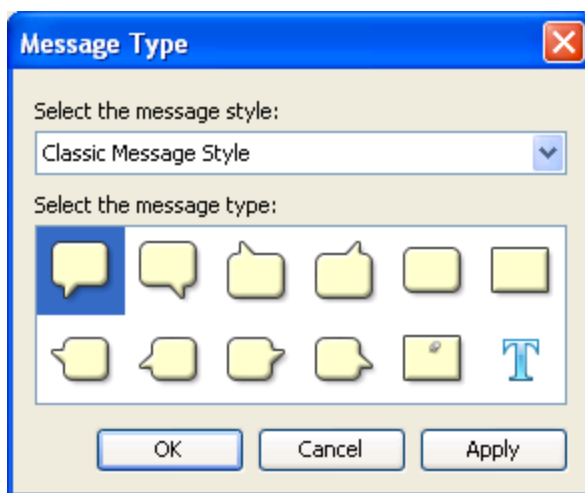 Message Type
Select the message style:
Classic Message Style
Select the message type:
T
OK Cancel Apply